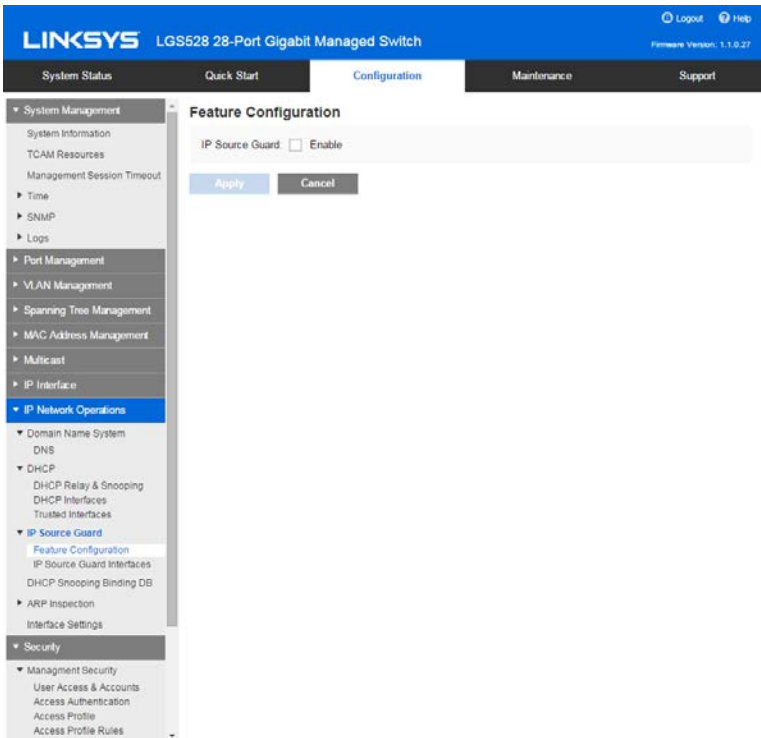 Logout Help
LINKSYS LGS528 28-Port Gigabit Managed Switch
Firmware Version: 1.1.0.27
System Status Quick Start Configuration Maintenance Support
System Management
System Information
TCAM Resources
Management Session Timeout
Time
SNMP
Logs
Port Management
VLAN Management
Spanning Tree Management
MAC Address Management
Multicast
IP Interface
IP Network Operations
Domain Name System
DNS
DHCP
DHCP Relay & Snooping
DHCP Interfaces
Trusted Interfaces
IP Source Guard
Feature Configuration
IP Source Guard Interfaces
DHCP Snooping Binding DB
ARP Inspection
Interface Settings
Security
Managment Security
User Access & Accounts
Access Authentication
Access Profile
Access Profile Rules
Feature Configuration
IP Source Guard: Enable
Apply Cancel